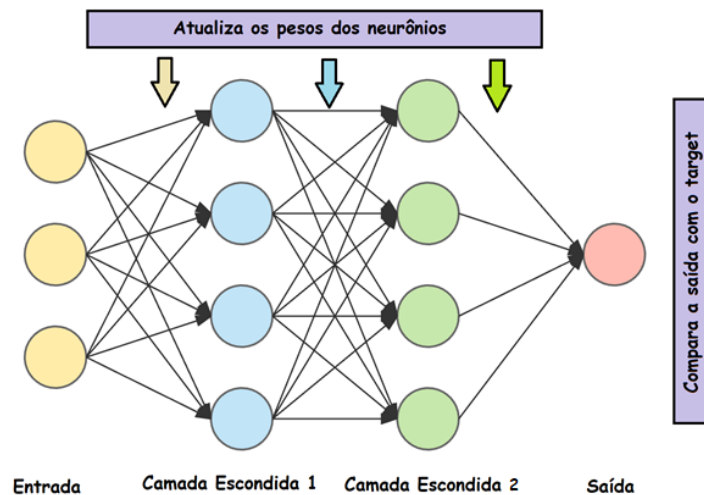 Atualiza os pesos dos neurônios
Compara a saída com o target
Entrada
Camada Escondida 1
Camada Escondida 2
Saída